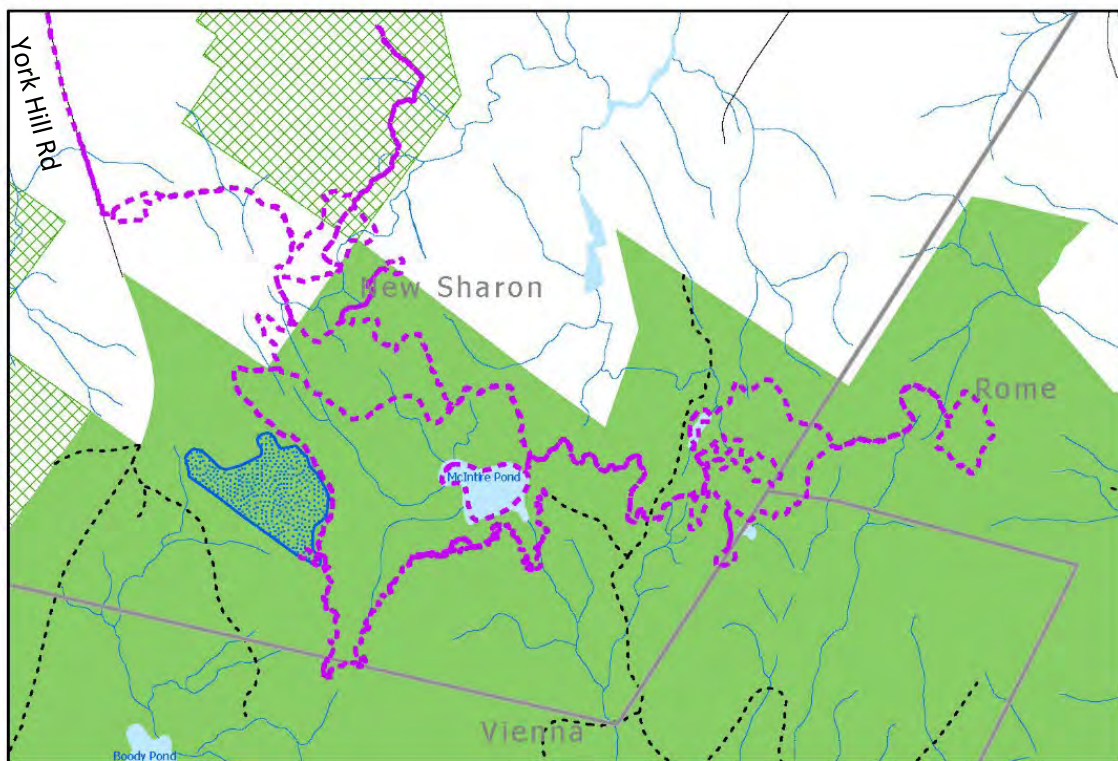 York Hill Rd
New Sharon
Rome
McIntire Pond
Vienna
Boody Pond